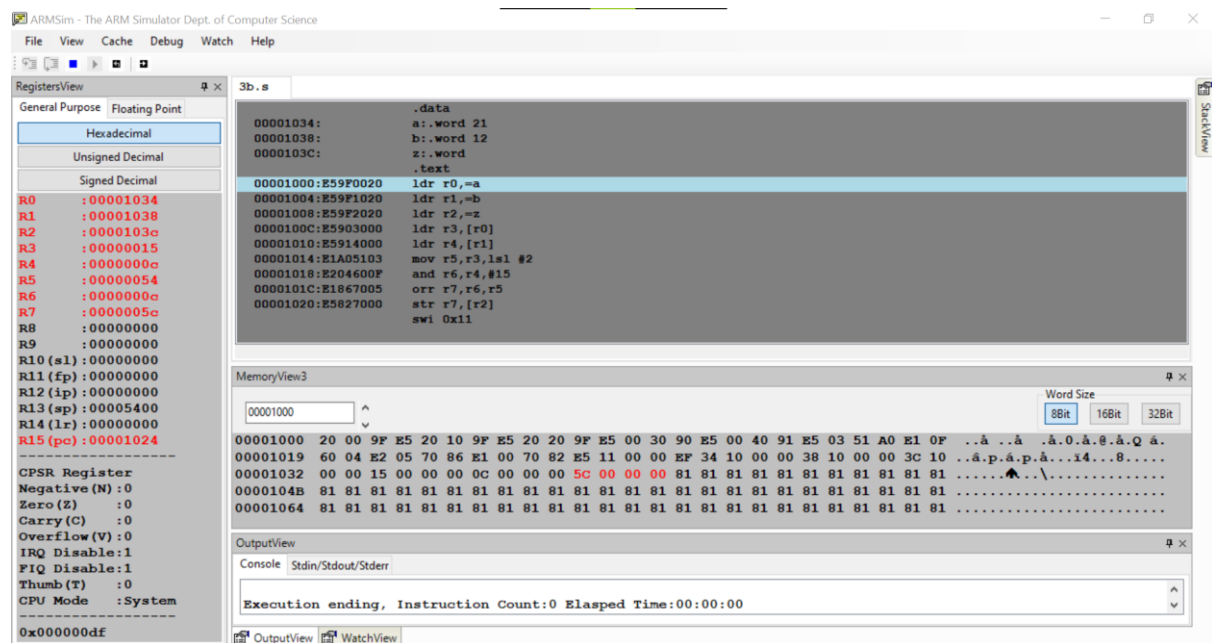 ARMSim - The ARM Simulator Dept. of Computer Science
File View Cache Debug Watch Help
RegistersView
General Purpose Floating Point
Hexadecimal
Unsigned Decimal
Signed Decimal
R0 :00001034
R1 :00001038
R2 :0000103c
R3 :00000015
R4 :0000000c
R5 :00000054
R6 :0000000c
R7 :0000005c
R8 :00000000
R9 :00000000
R10(sl):00000000
R11(fp):00000000
R12(ip):00000000
R13(sp):00005400
R14(lr):00000000
R15(pc):00001024
------------------
CPSR Register
Negative(N):0
Zero(Z) :0
Carry(C) :0
Overflow(V):0
IRQ Disable:1
FIQ Disable:1
Thumb(T) :0
CPU Mode :System
------------------
0x000000df
3b.s
.data
00001034: a:.word 21
00001038: b:.word 12
0000103C: z:.word
.text
00001000:E59F0020 ldr r0,=a
00001004:E59F1020 ldr r1,=b
00001008:E59F2020 ldr r2,=z
0000100C:E5903000 ldr r3,[r0]
00001010:E5914000 ldr r4,[r1]
00001014:E1A05103 mov r5,r3,lsl #2
00001018:E204600F and r6,r4,#15
0000101C:E1867005 orr r7,r6,r5
00001020:E5827000 str r7,[r2]
swi 0x11
StackView
MemoryView3
00001000
Word Size
8Bit 16Bit 32Bit
00001000 20 00 9F E5 20 10 9F E5 20 20 9F E5 00 30 90 E5 00 40 91 E5 03 51 A0 E1 0F ..å ..å .å.0.å.@.å.Q á.
00001019 60 04 E2 05 70 86 E1 00 70 82 E5 11 00 00 EF 34 10 00 00 38 10 00 00 3C 10 `.â.p.á.p.å...ï4...8.....
00001032 00 00 15 00 00 00 0C 00 00 00 5C 00 00 00 81 81 81 81 81 81 81 81 81 81 81 ..........\..............
0000104B 81 81 81 81 81 81 81 81 81 81 81 81 81 81 81 81 81 81 81 81 81 81 81 81 81 .........................
00001064 81 81 81 81 81 81 81 81 81 81 81 81 81 81 81 81 81 81 81 81 81 81 81 81 81 .........................
OutputView
Console Stdin/Stdout/Stderr
Execution ending, Instruction Count:0 Elasped Time:00:00:00
OutputView WatchView